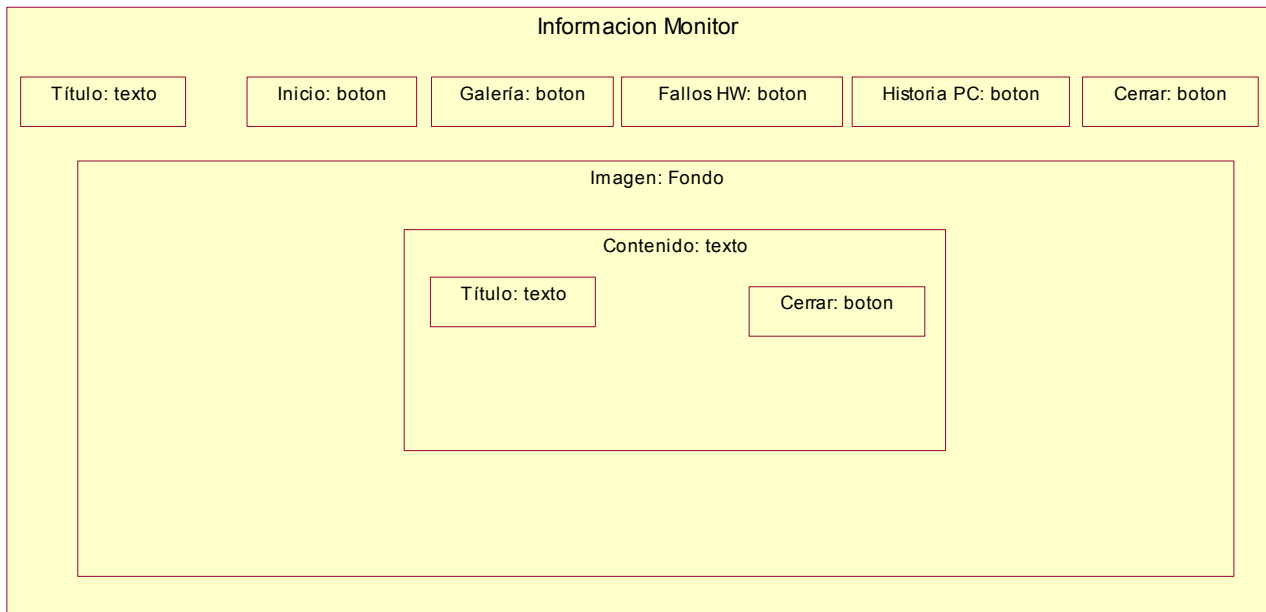 Informacion Monitor
Título: texto
Inicio: boton
Galería: boton
Fallos HW: boton
Historia PC: boton
Cerrar: boton
Imagen: Fondo
Contenido: texto
Título: texto
Cerrar: boton